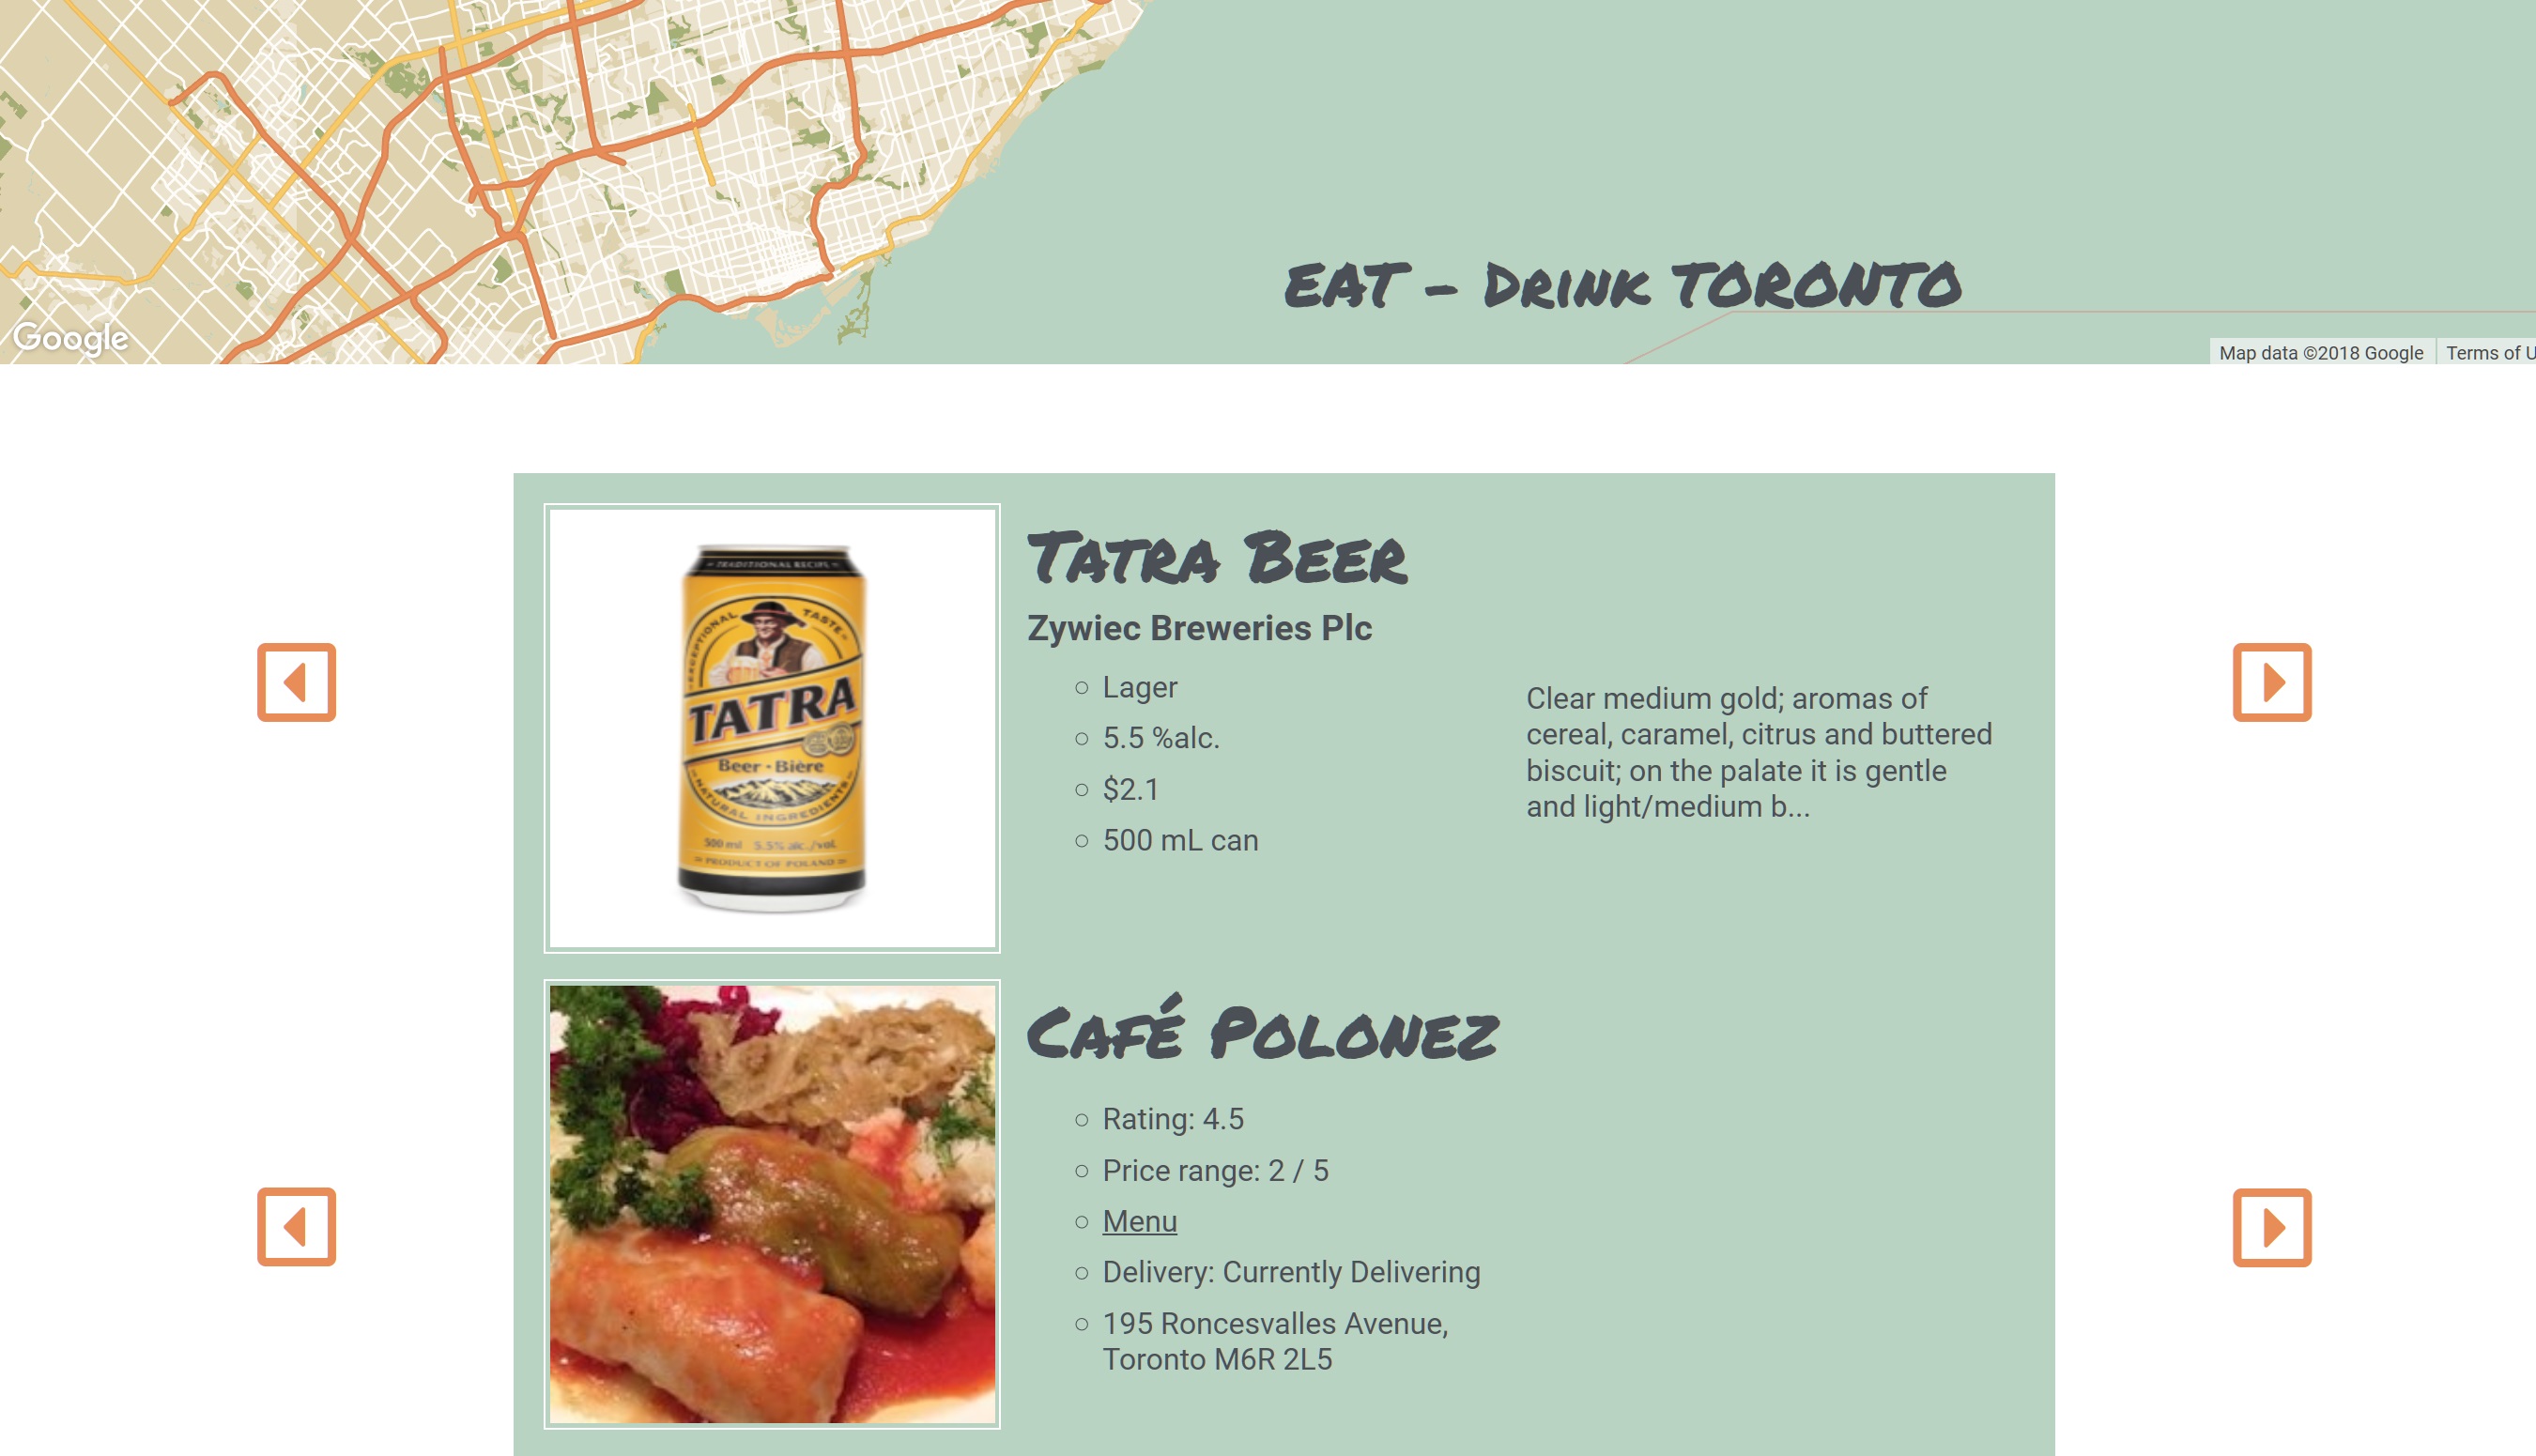 EAT - Drink TORONTO
Google
Map data ©2018 Google
Terms of U
TRADITIONAL RECIPE
EXCEPTIONAL TASTE
TATRA
Beer - Bière
NATURAL INGREDIENTS
500 ml 5.5% alc./vol.
PRODUCT OF POLAND
Tatra Beer
Zywiec Breweries Plc
Lager
5.5 %alc.
$2.1
500 mL can
Clear medium gold; aromas of
cereal, caramel, citrus and buttered
biscuit; on the palate it is gentle
and light/medium b...
Café Polonez
Rating: 4.5
Price range: 2 / 5
Menu
Delivery: Currently Delivering
195 Roncesvalles Avenue,
Toronto M6R 2L5